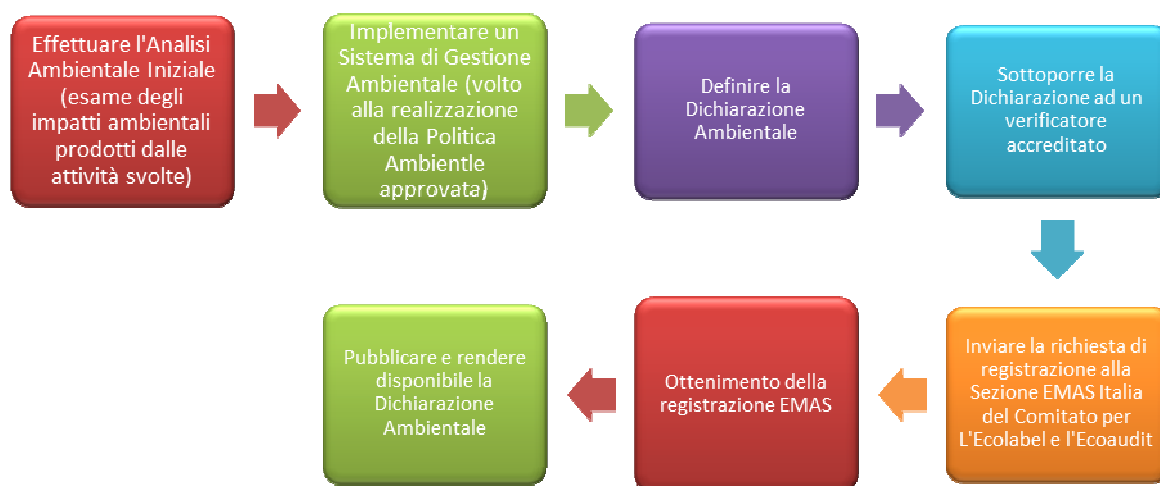 Effettuare l'Analisi
Ambientale Iniziale
(esame degli
impatti ambientali
prodotti dalle
attività svolte)
Implementare un
Sistema di Gestione
Ambientale (volto
alla realizzazione
della Politica
Ambientle
approvata)
Definire la
Dichiarazione
Ambientale
Sottoporre la
Dichiarazione ad un
verificatore
accreditato
Inviare la richiesta di
registrazione alla
Sezione EMAS Italia
del Comitato per
L'Ecolabel e l'Ecoaudit
Ottenimento della
registrazione EMAS
Pubblicare e rendere
disponibile la
Dichiarazione
Ambientale